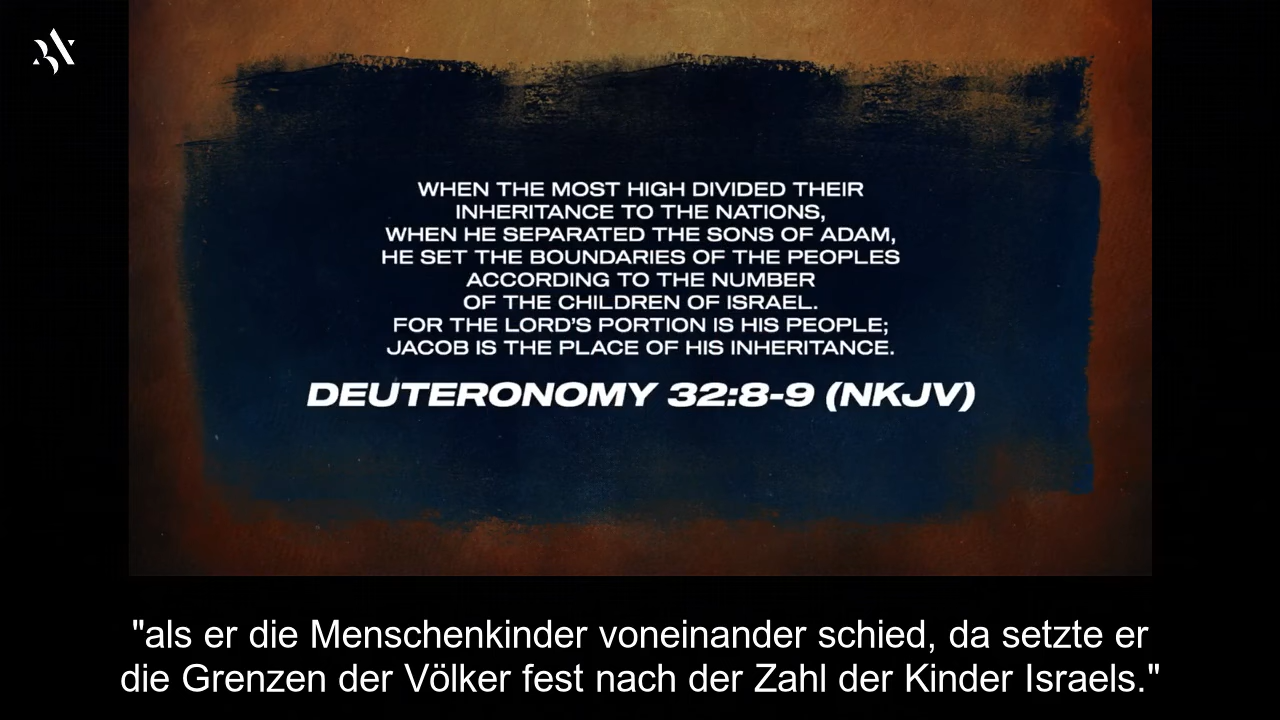 WHEN THE MOST HIGH DIVIDED THEIR
INHERITANCE TO THE NATIONS,
WHEN HE SEPARATED THE SONS OF ADAM,
HE SET THE BOUNDARIES OF THE PEOPLES
ACCORDING TO THE NUMBER
OF THE CHILDREN OF ISRAEL.
FOR THE LORD’S PORTION IS HIS PEOPLE;
JACOB IS THE PLACE OF HIS INHERITANCE.
DEUTERONOMY 32:8-9 (NKJV)
"als er die Menschenkinder voneinander schied, da setzte er
die Grenzen der Völker fest nach der Zahl der Kinder Israels."